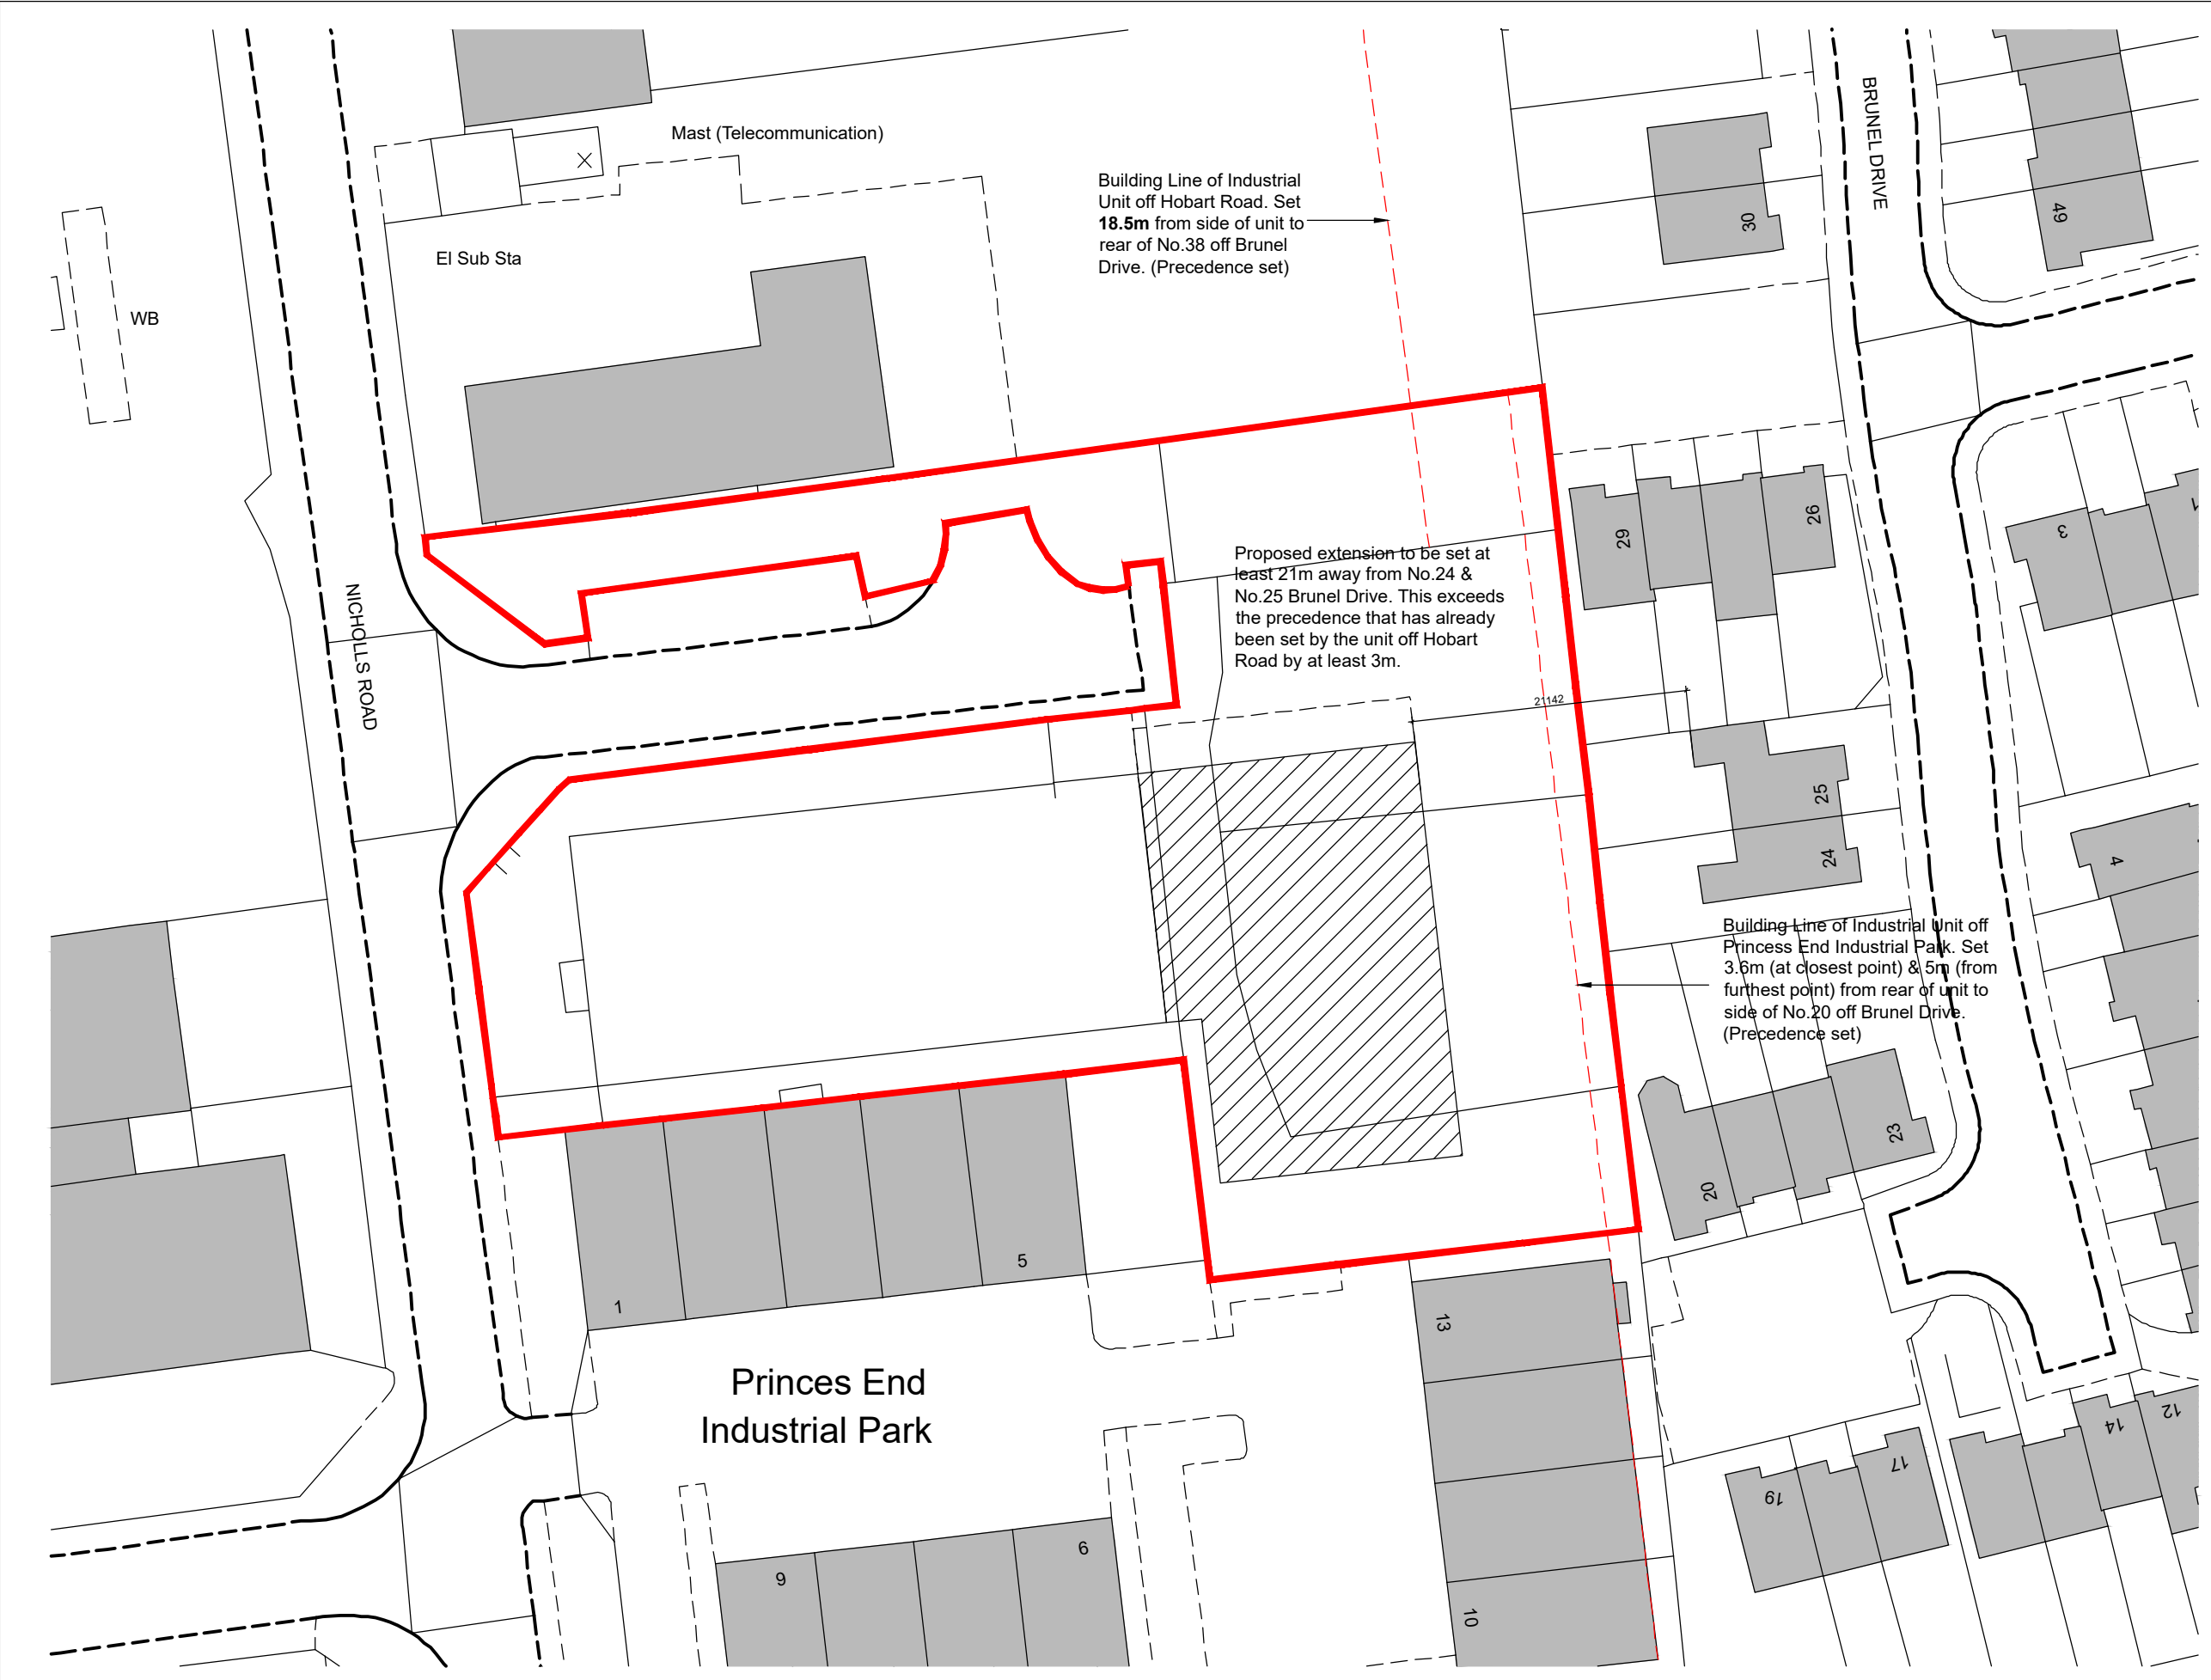 BRUNEL DRIVE
Mast (Telecommunication)
Building Line of Industrial
Unit off Hobart Road. Set
18.5m from side of unit to
rear of No.38 off Brunel
Drive. (Precedence set)
30
49
El Sub Sta
WB
29
26
3
1
Proposed extension to be set at
least 21m away from No.24 &
No.25 Brunel Drive. This exceeds
the precedence that has already
been set by the unit off Hobart
Road by at least 3m.
NICHOLLS ROAD
21142
25
24
4
Building Line of Industrial Unit off
Princess End Industrial Park. Set
3.6m (at closest point) & 5m (from
furthest point) from rear of unit to
side of No.20 off Brunel Drive.
(Precedence set)
23
20
5
1
13
Princes End
Industrial Park
14
12
17
19
6
9
10